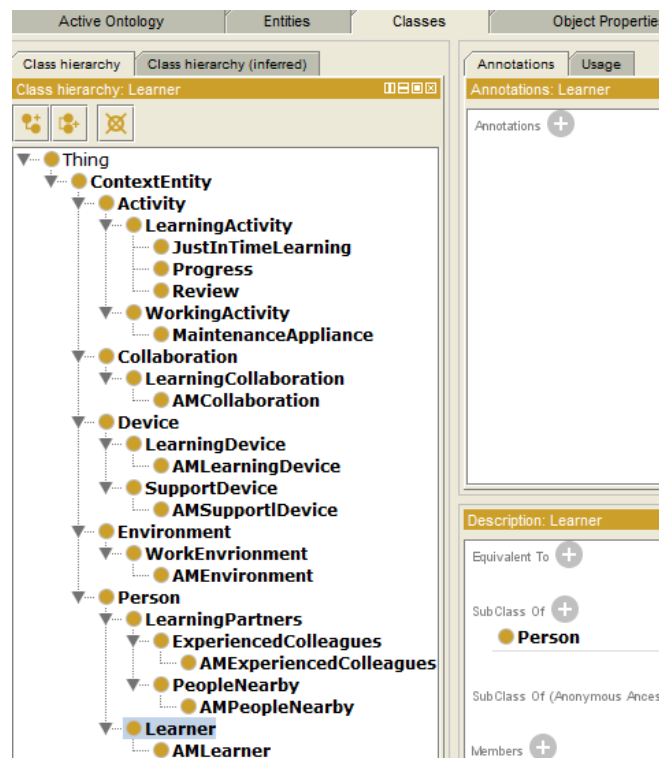 Active Ontology Entities Classes Object Propertie
Class hierarchy Class hierarchy (inferred)
Class hierarchy: Learner
Thing
ContextEntity
Activity
LearningActivity
JustInTimeLearning
Progress
Review
WorkingActivity
MaintenanceAppliance
Collaboration
LearningCollaboration
AMCollaboration
Device
LearningDevice
AMLearningDevice
SupportDevice
AMSupportlDevice
Environment
WorkEnvrionment
AMEnvironment
Person
LearningPartners
ExperiencedColleagues
AMExperiencedColleagues
PeopleNearby
AMPeopleNearby
Learner
AMLearner
Annotations Usage
Annotations: Learner
Annotations
Description: Learner
Equivalent To
SubClass Of
Person
SubClass Of (Anonymous Ances
Members